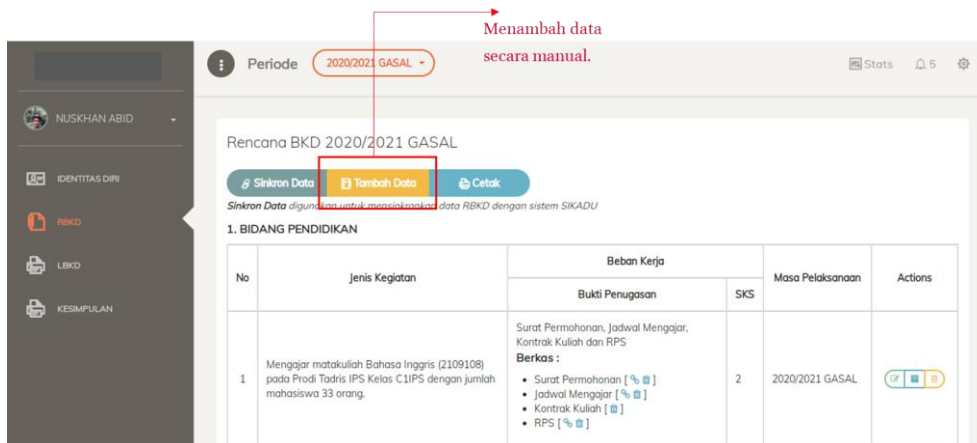 Menambah data
secara manual.
Periode 2020/2021 GASAL
Stats 5
NUSKHAN ABID
IDENTITAS DIRI
RBKD
LBKD
KESIMPULAN
Rencana BKD 2020/2021 GASAL
Sinkron Data Tambah Data Cetak
Sinkron Data digunakan untuk mensinkronkan data RBKD dengan sistem SIKADU
1. BIDANG PENDIDIKAN
No Jenis Kegiatan Beban Kerja Masa Pelaksanaan Actions
Bukti Penugasan SKS
1 Mengajar matakuliah Bahasa Inggris (2109108)
pada Prodi Tadris IPS Kelas C1IPS dengan jumlah
mahasiswa 33 orang.
Surat Permohonan, Jadwal Mengajar,
Kontrak Kuliah dan RPS
Berkas :
• Surat Permohonan [ ]
• Jadwal Mengajar [ ]
• Kontrak Kuliah [ ]
• RPS [ ]
2 2020/2021 GASAL